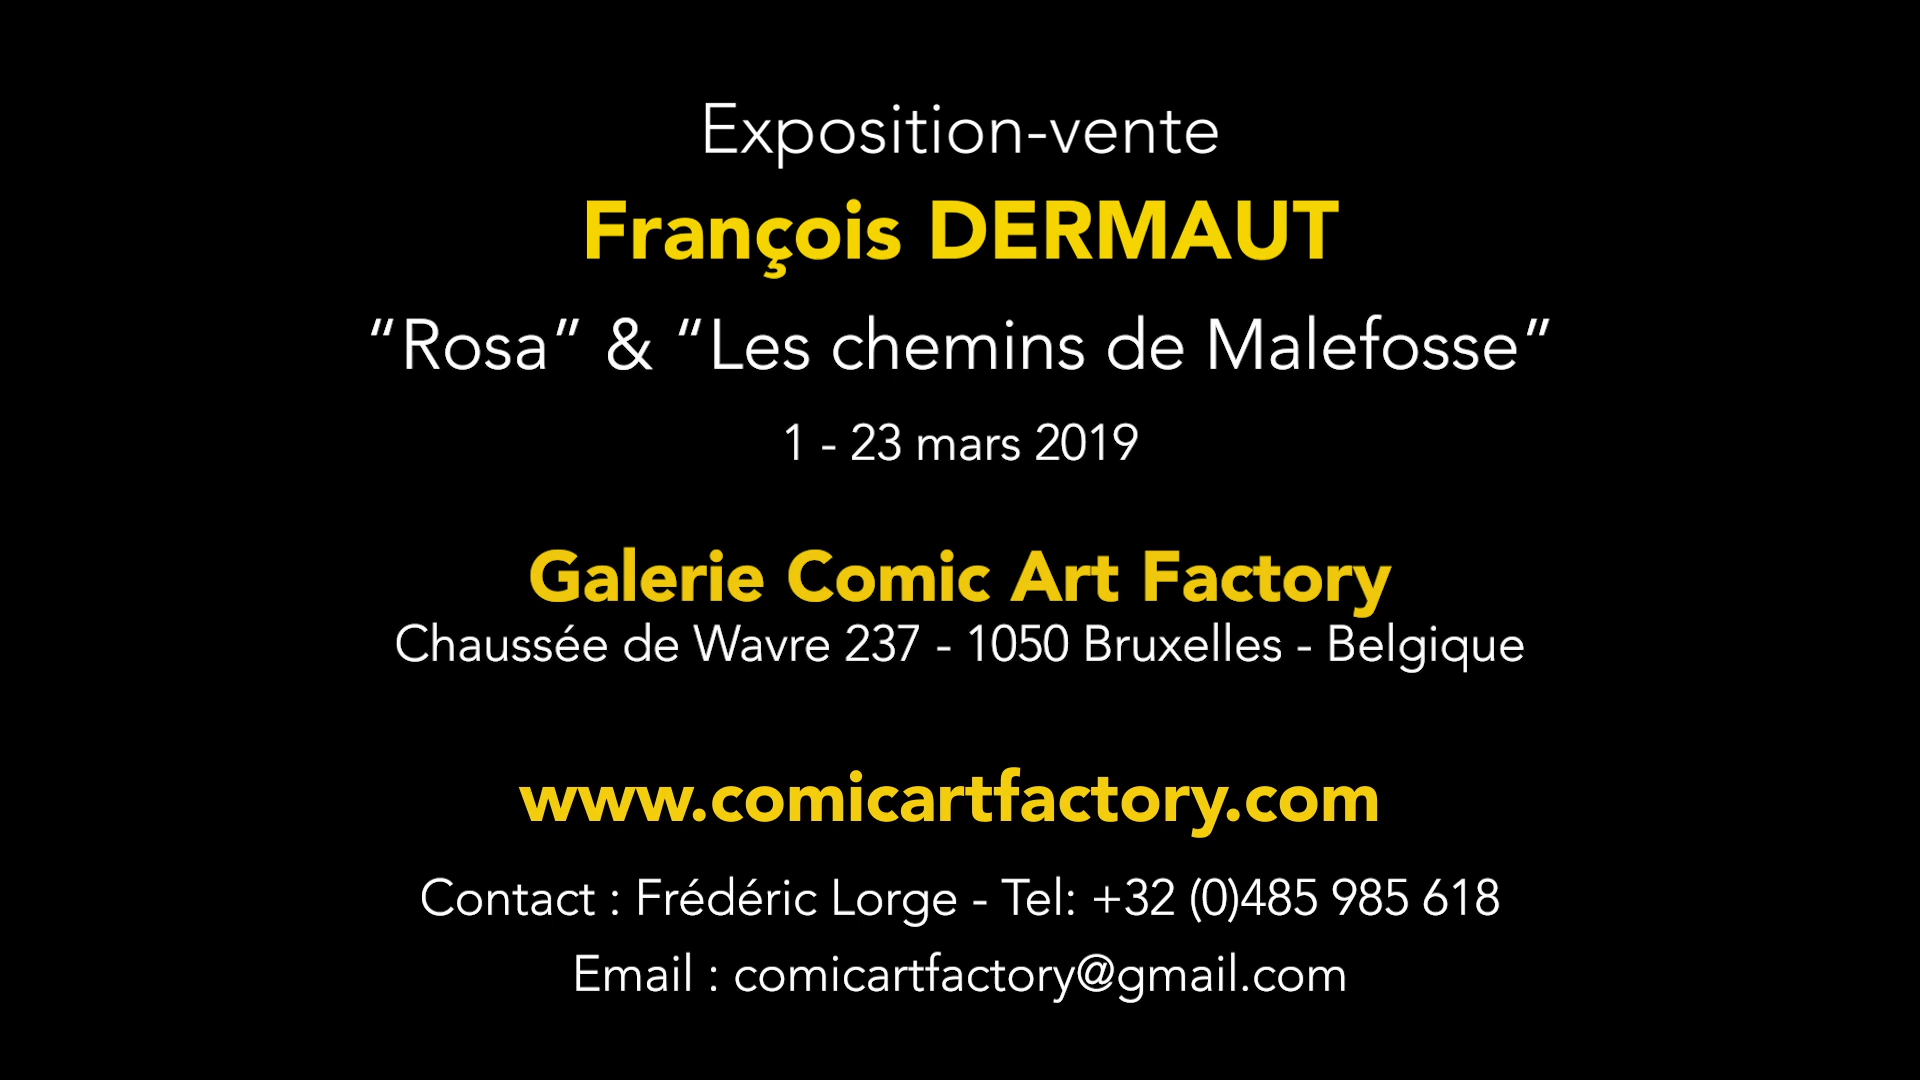 Exposition-vente
François DERMAUT
“Rosa” & “Les chemins de Malefosse”
1 - 23 mars 2019
Galerie Comic Art Factory
Chaussée de Wavre 237 - 1050 Bruxelles - Belgique
www.comicartfactory.com
Contact : Frédéric Lorge - Tel: +32 (0)485 985 618
Email : comicartfactory@gmail.com